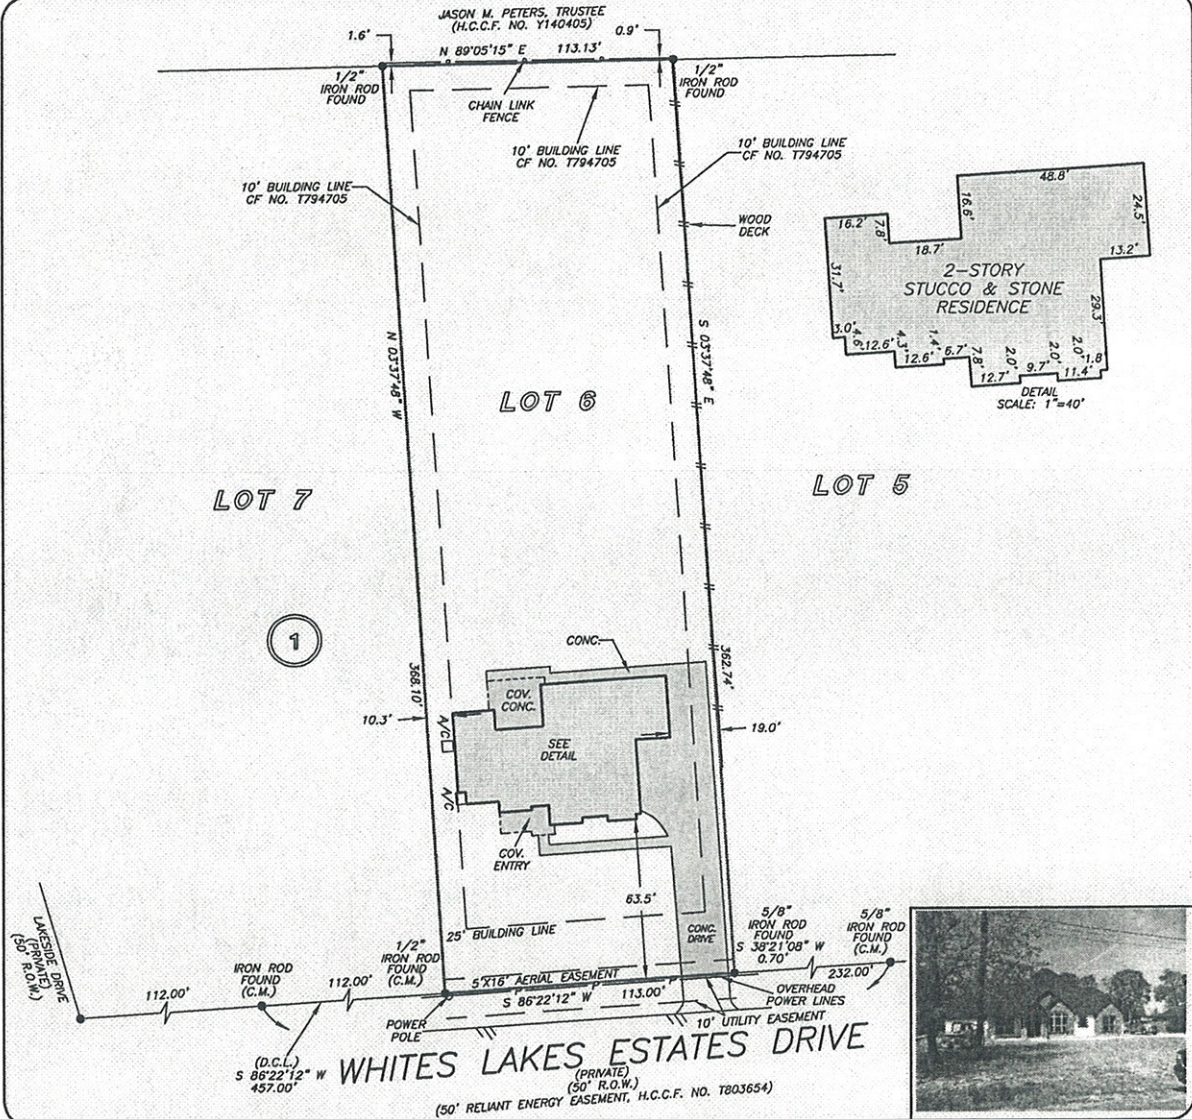 JASON M. PETERS, TRUSTEE
(H.C.C.F. NO. Y140405)
1.6'
0.9'
N 89°05'15" E 113.13'
1/2"
IRON ROD
FOUND
CHAIN LINK
FENCE
1/2"
IRON ROD
FOUND
10' BUILDING LINE
CF NO. T794705
10' BUILDING LINE
CF NO. T794705
10' BUILDING LINE
CF NO. T794705
WOOD
DECK
48.8'
16.6'
24.5'
16.2'
7.8'
18.7'
13.2'
31.7'
2-STORY
STUCCO & STONE
RESIDENCE
29.3'
3.0'
4.6'
12.6'
4.3'
12.6'
1.4'
6.7'
7.8'
12.7'
2.0'
9.7'
2.0'
11.4'
2.0'
1.8
DETAIL
SCALE: 1"=40'
N 03°37'48" W
S 03°37'48" E
LOT 6
LOT 7
LOT 5
1
CONC.
368.10'
362.74'
10.3'
19.0'
COV.
CONC.
A/C
SEE
DETAIL
A/C
COV.
ENTRY
63.5'
25' BUILDING LINE
CONC.
DRIVE
LAKESIDE DRIVE
(PRIVATE)
(50' R.O.W.)
112.00'
IRON ROD
FOUND
(C.M.)
112.00'
1/2"
IRON ROD
FOUND
(C.M.)
5'X16' AERIAL EASEMENT
P
P
S 86°22'12" W 113.00'
5/8"
IRON ROD
FOUND
S 38°21'08" W
0.70'
5/8"
IRON ROD
FOUND
(C.M.)
232.00'
OVERHEAD
POWER LINES
10' UTILITY EASEMENT
POWER
POLE
(D.C.L.)
S 86°22'12" W
457.00'
WHITES LAKES ESTATES DRIVE
(PRIVATE)
(50' R.O.W.)
(50' RELIANT ENERGY EASEMENT, H.C.C.F. NO. T803654)